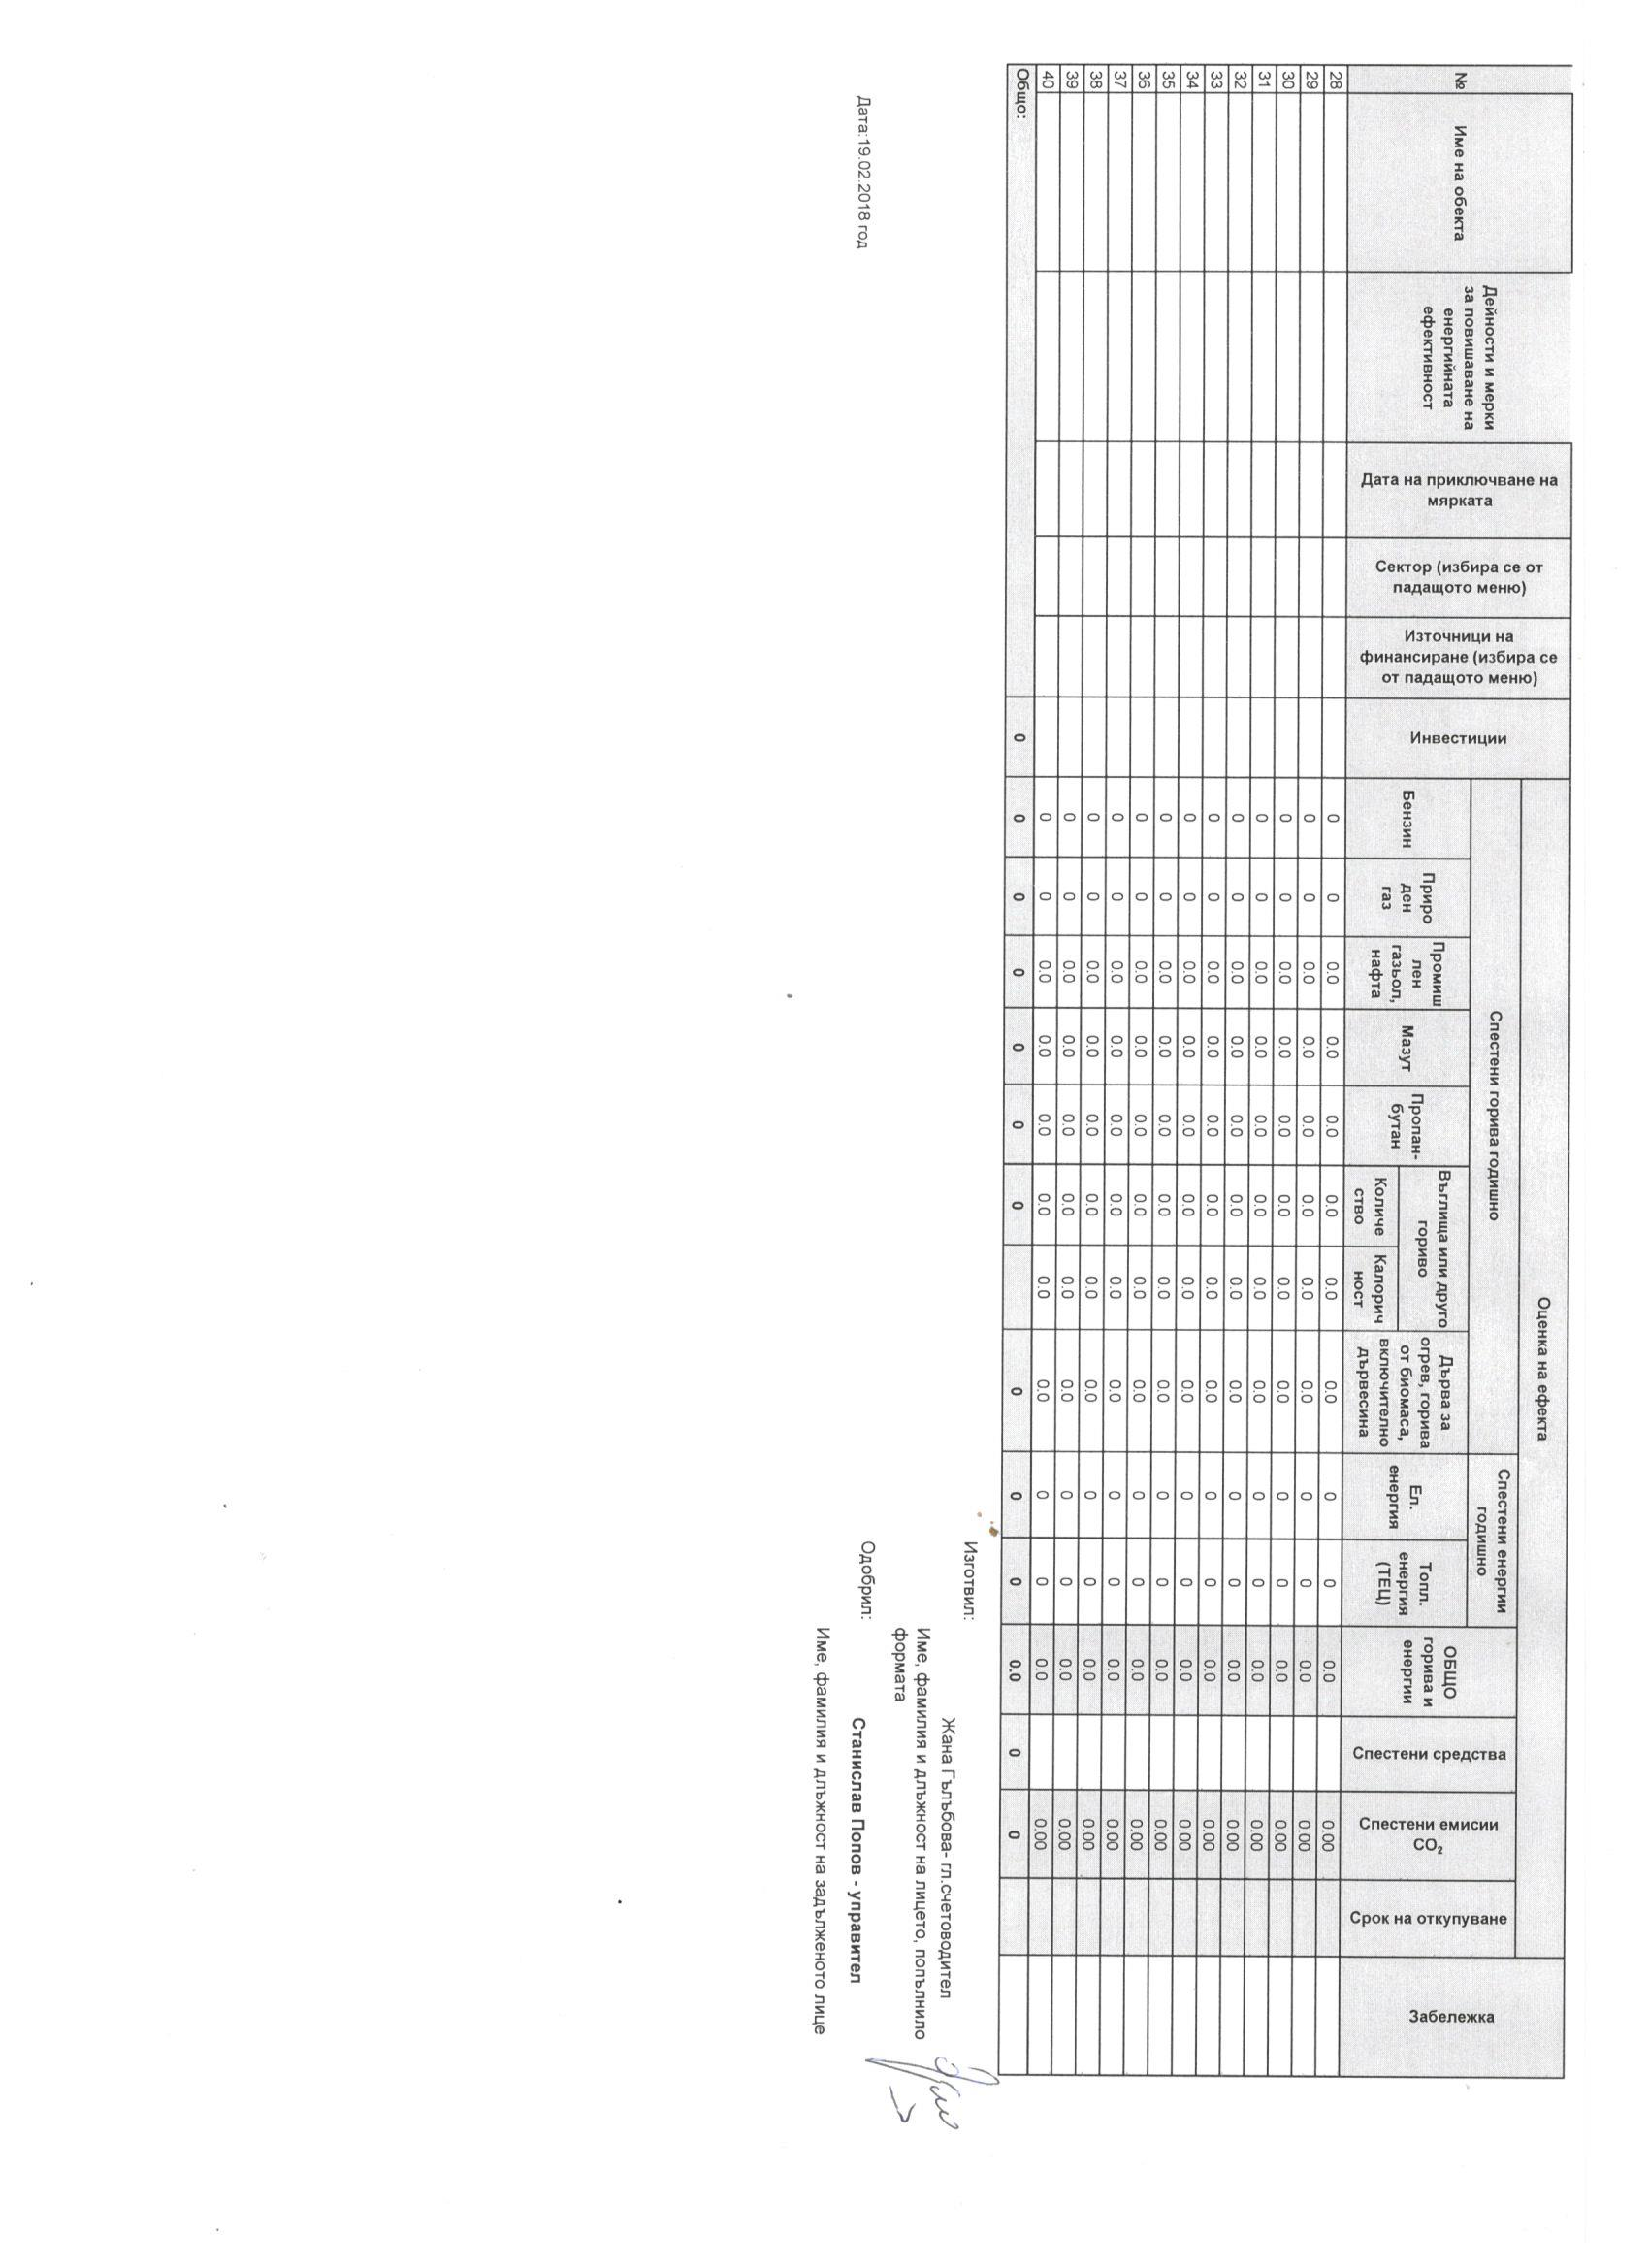 № Име на обекта Дейности и мерки за повишаване на енергийната ефективност Дата на приключване на мярката Сектор (избира се от падащото меню) Източници на финансиране (избира се от падащото меню) Инвестиции Оценка на ефекта Забележка
Спестени горива годишно Спестени енергии годишно ОБЩО горива и енергии Спестени средства Спестени емисии CO₂ Срок на откупуване
Бензин Приро ден газ Промиш лен газьол, нафта Мазут Пропан-бутан Въглища или друго гориво Дърва за огрев, горива от биомаса, включително дървесина Ел. енергия Топл. енергия (ТЕЦ)
Количе ство Калорич ност
28 0 0 0.0 0.0 0.0 0.0 0.0 0.0 0 0 0.0 0.00
29 0 0 0.0 0.0 0.0 0.0 0.0 0.0 0 0 0.0 0.00
30 0 0 0.0 0.0 0.0 0.0 0.0 0.0 0 0 0.0 0.00
31 0 0 0.0 0.0 0.0 0.0 0.0 0.0 0 0 0.0 0.00
32 0 0 0.0 0.0 0.0 0.0 0.0 0.0 0 0 0.0 0.00
33 0 0 0.0 0.0 0.0 0.0 0.0 0.0 0 0 0.0 0.00
34 0 0 0.0 0.0 0.0 0.0 0.0 0.0 0 0 0.0 0.00
35 0 0 0.0 0.0 0.0 0.0 0.0 0.0 0 0 0.0 0.00
36 0 0 0.0 0.0 0.0 0.0 0.0 0.0 0 0 0.0 0.00
37 0 0 0.0 0.0 0.0 0.0 0.0 0.0 0 0 0.0 0.00
38 0 0 0.0 0.0 0.0 0.0 0.0 0.0 0 0 0.0 0.00
39 0 0 0.0 0.0 0.0 0.0 0.0 0.0 0 0 0.0 0.00
40 0 0 0.0 0.0 0.0 0.0 0.0 0.0 0 0 0.0 0.00
Общо: 0 0 0 0 0 0 0 0 0 0 0.0 0 0
Изготвил:
Жана Гълъбова- гл.счетоводител
Име, фамилия и длъжност на лицето, попълнило
формата
Дата:19.02.2018 год
Одобрил:
Станислав Попов - управител
Име, фамилия и длъжност на задълженото лице